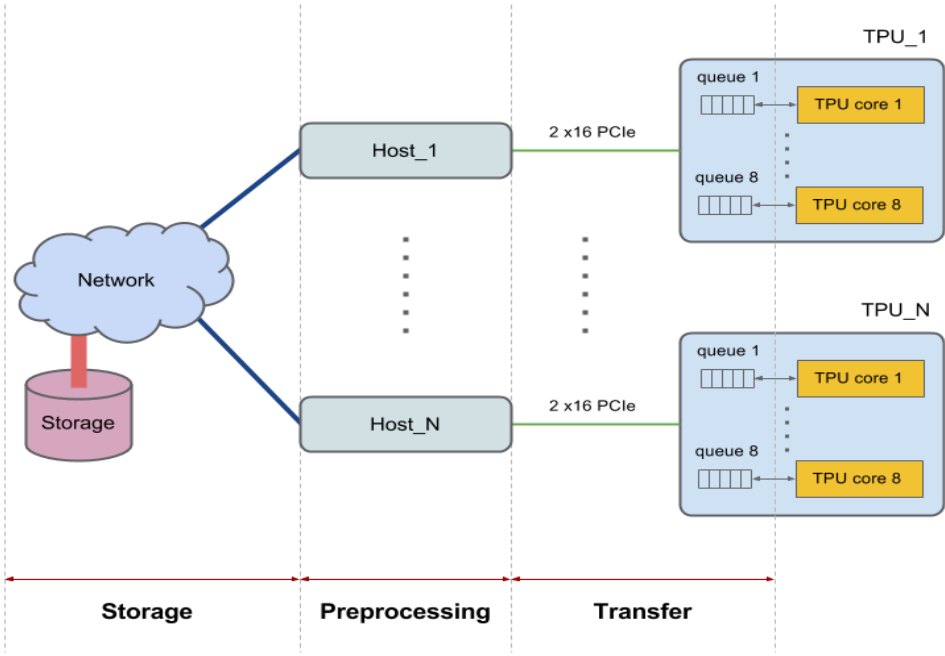 TPU_1
queue 1
TPU core 1
2 x16 PCIe
Host_1
queue 8
TPU core 8
Network
TPU_N
queue 1
TPU core 1
2 x16 PCIe
Storage
Host_N
queue 8
TPU core 8
Storage
Preprocessing
Transfer